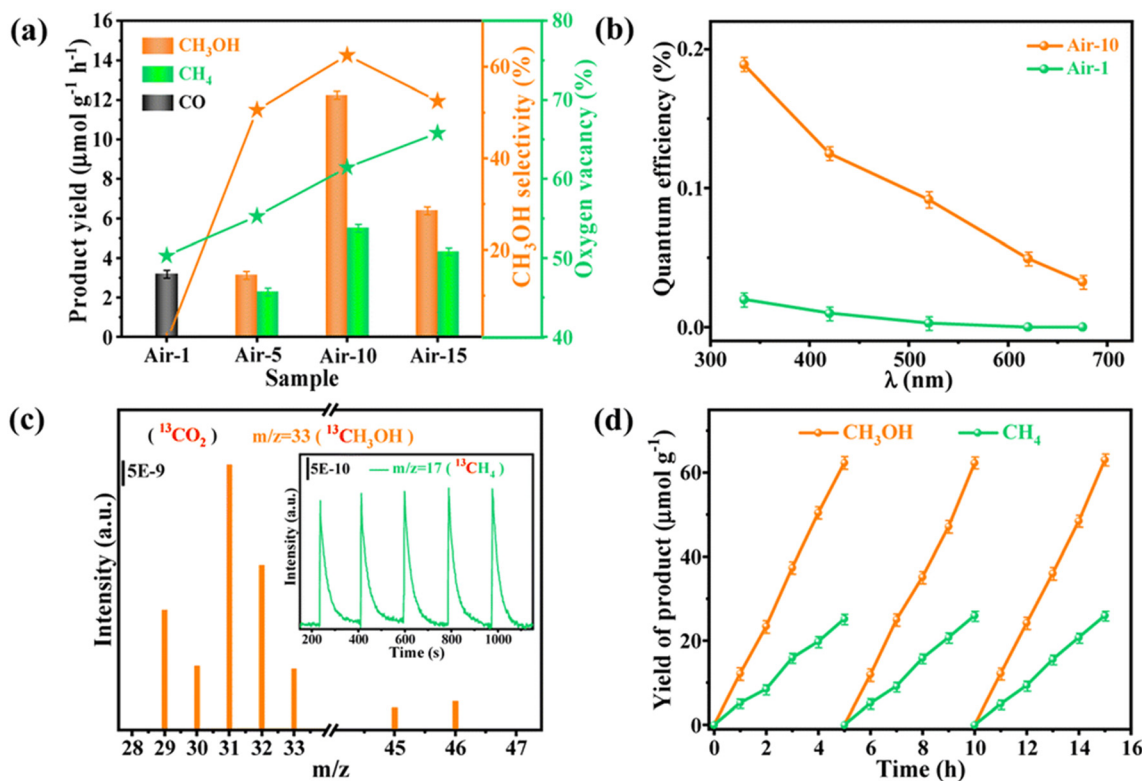 (a)
16
14
12
10
8
6
4
2
0
Product yield (μmol g⁻¹ h⁻¹)
CH₃OH
CH₄
CO
60
40
20
CH₃OH selectivity (%)
80
70
60
50
40
Oxygen vacancy (%)
Air-1 Air-5 Air-10 Air-15
Sample
(b)
0.2
0.1
0.0
Quantum efficiency (%)
Air-10
Air-1
300 400 500 600 700
λ (nm)
(c)
( ¹³CO₂ ) m/z=33 ( ¹³CH₃OH )
5E-9
Intensity (a.u.)
5E-10 m/z=17 ( ¹³CH₄ )
Intensity (a.u.)
200 400 600 800 1000
Time (s)
28 29 30 31 32 33 45 46 47
m/z
(d)
CH₃OH CH₄
60
40
20
0
Yield of product (μmol g⁻¹)
0 2 4 6 8 10 12 14 16
Time (h)